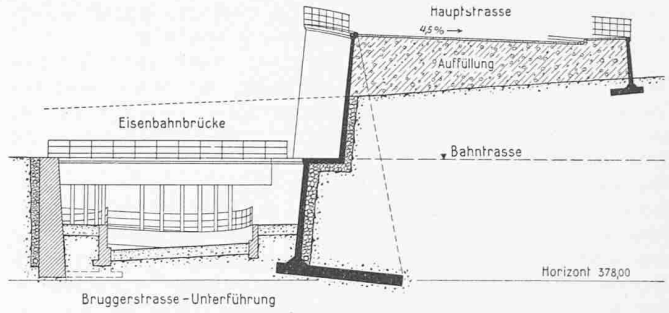 Hauptstrasse
4,5% →
Auffüllung
Eisenbahnbrücke
Bahntrasse
Horizont 378,00
Bruggerstrasse - Unterführung